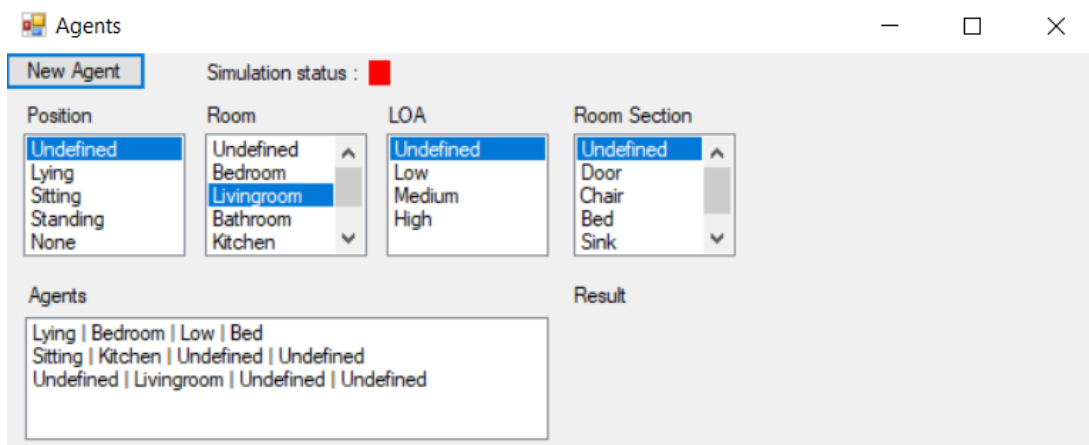 Agents
New Agent
Simulation status :
Position
Undefined
Lying
Sitting
Standing
None
Room
Undefined
Bedroom
Livingroom
Bathroom
Kitchen
LOA
Undefined
Low
Medium
High
Room Section
Undefined
Door
Chair
Bed
Sink
Agents
Lying | Bedroom | Low | Bed
Sitting | Kitchen | Undefined | Undefined
Undefined | Livingroom | Undefined | Undefined
Result